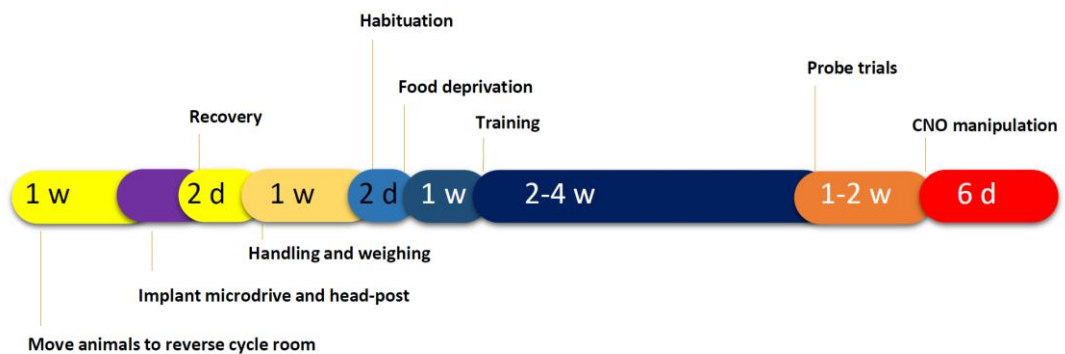 Habituation
Probe trials
Food deprivation
Recovery
Training
CNO manipulation
1 w
2 d
1 w
2 d
1 w
2-4 w
1-2 w
6 d
Handling and weighing
Implant microdrive and head-post
Move animals to reverse cycle room